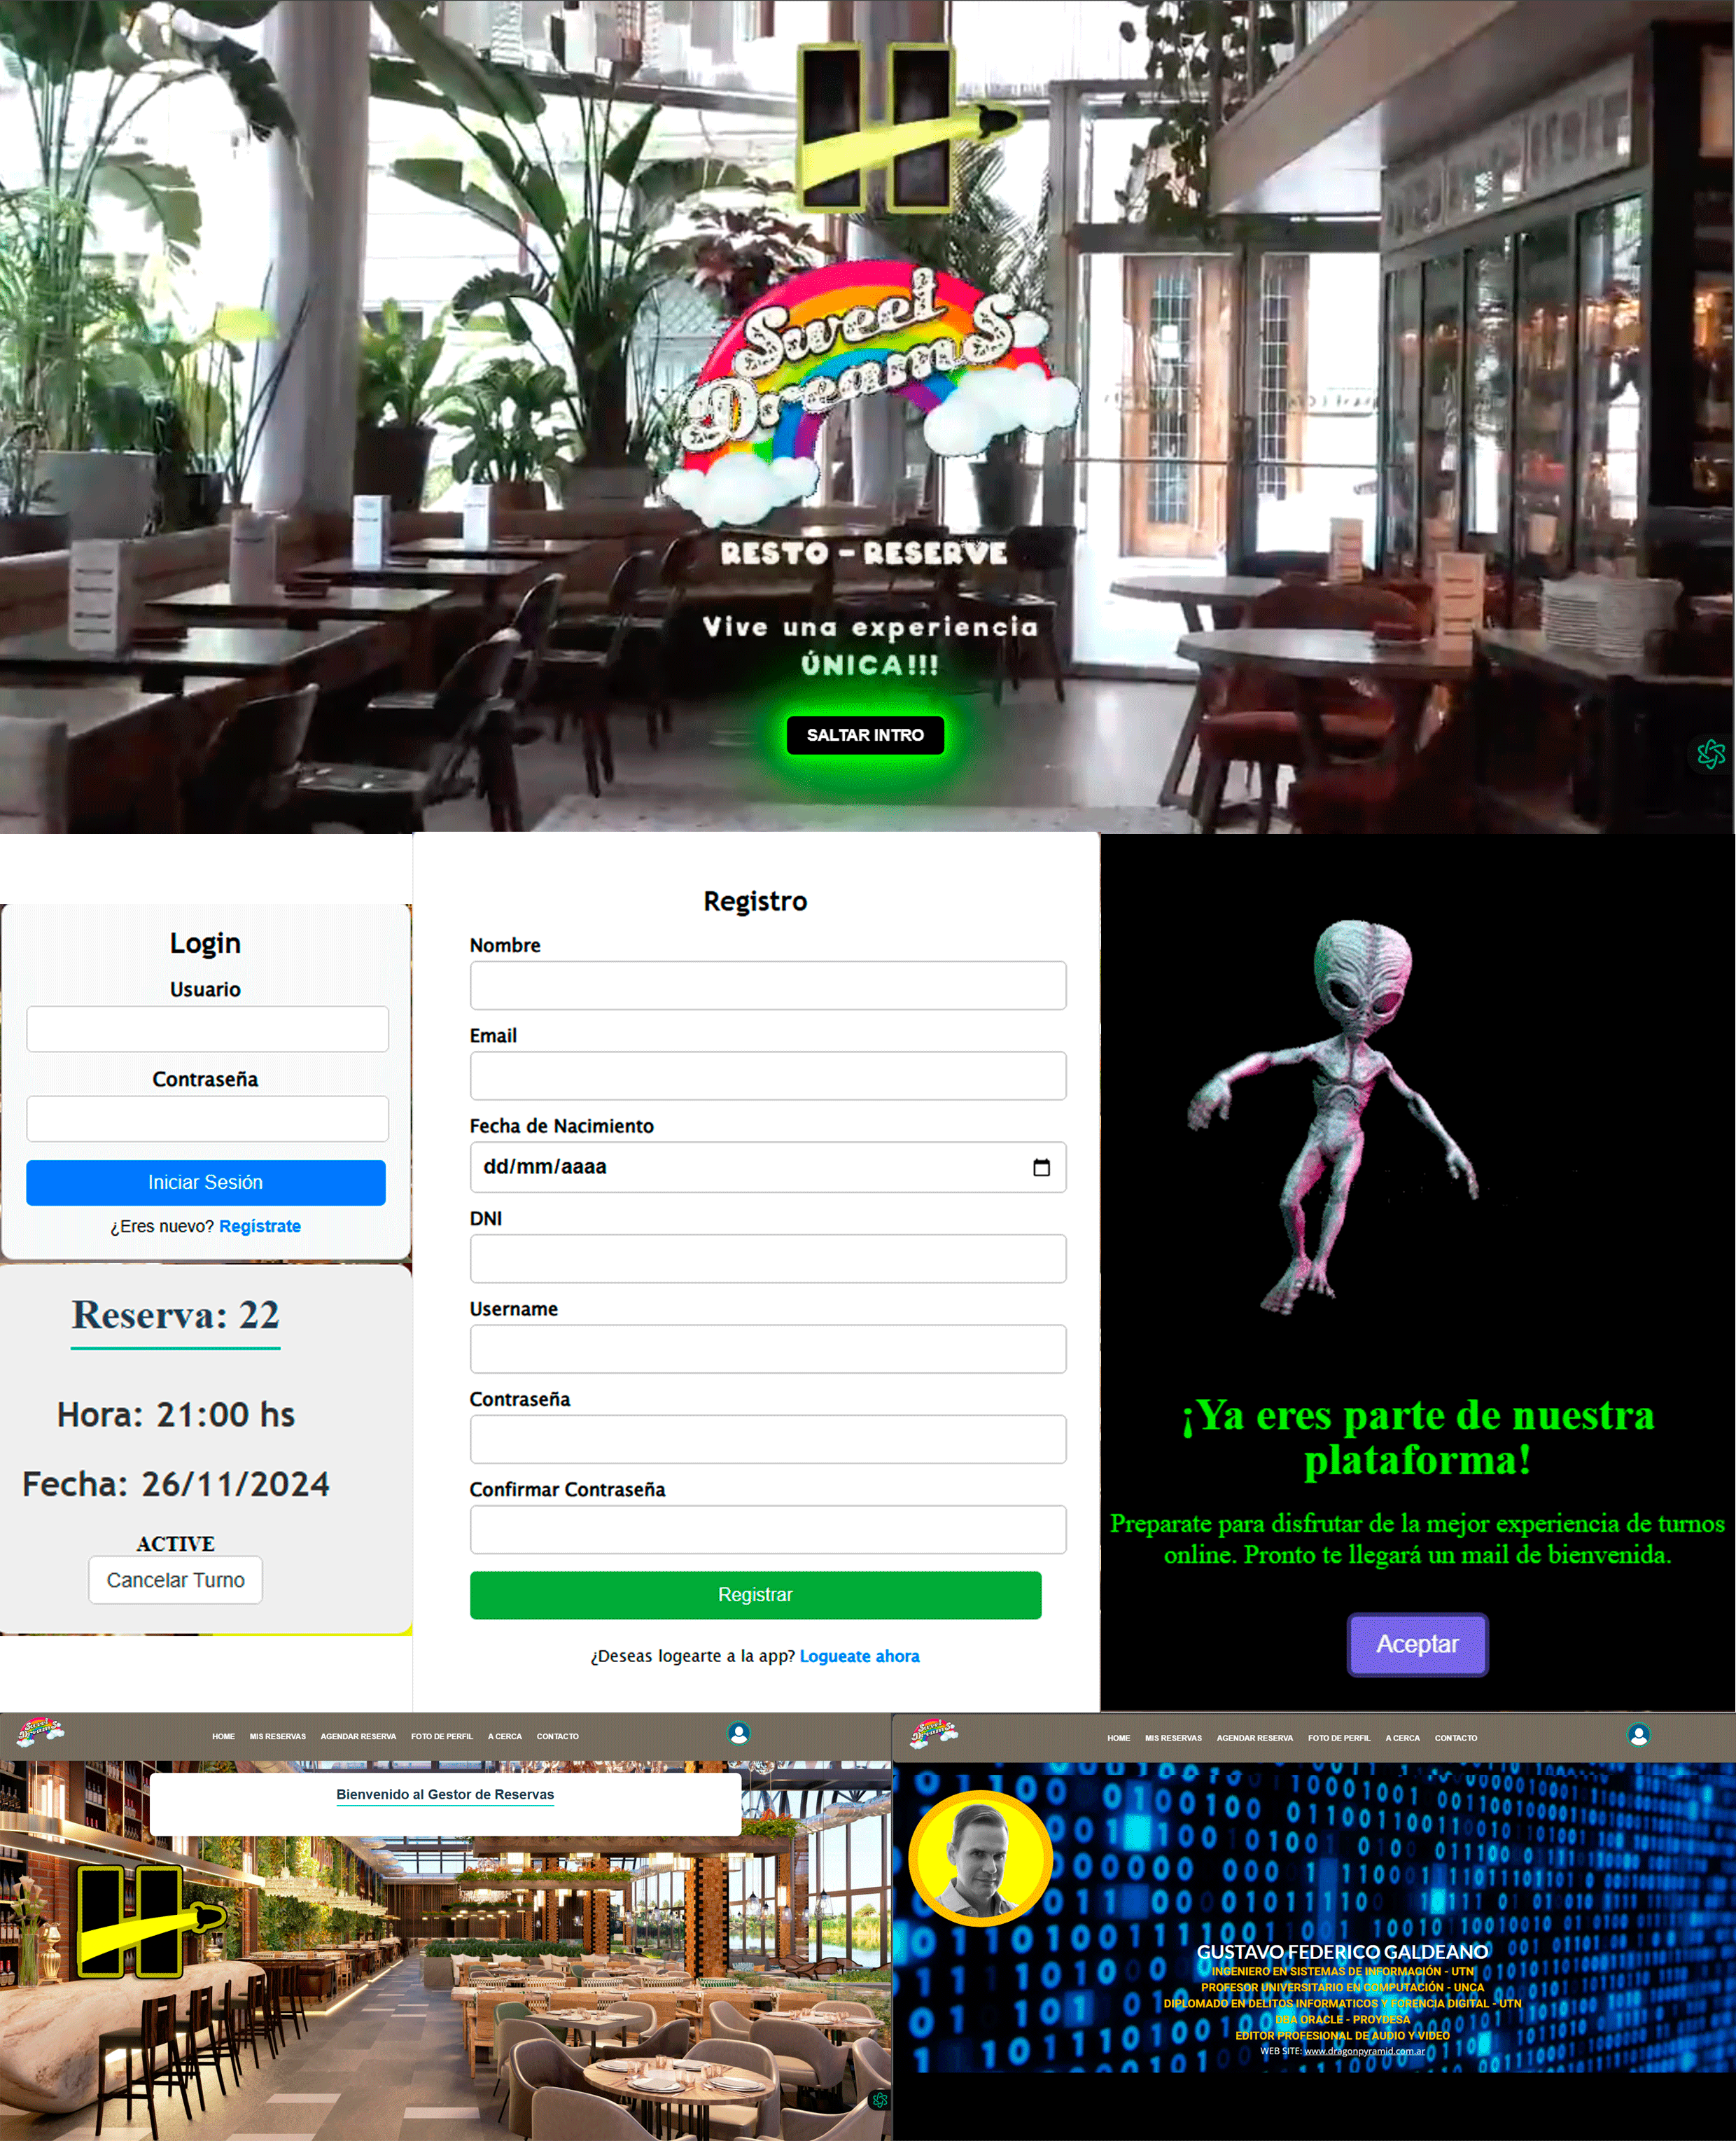 Sweet
Dreams
RESTO - RESERVE
Vive una experiencia
ÚNICA!!!
SALTAR INTRO
Login
Usuario
Contraseña
Iniciar Sesión
¿Eres nuevo? Regístrate
Reserva: 22
Hora: 21:00 hs
Fecha: 26/11/2024
ACTIVE
Cancelar Turno
Registro
Nombre
Email
Fecha de Nacimiento
dd/mm/aaaa
DNI
Username
Contraseña
Confirmar Contraseña
Registrar
¿Deseas logearte a la app? Logueate ahora
¡Ya eres parte de nuestra
plataforma!
Preparate para disfrutar de la mejor experiencia de turnos
online. Pronto te llegará un mail de bienvenida.
Aceptar
Sweet
Dreams
HOME MIS RESERVAS AGENDAR RESERVA FOTO DE PERFIL A CERCA CONTACTO
Bienvenido al Gestor de Reservas
Sweet
Dreams
HOME MIS RESERVAS AGENDAR RESERVA FOTO DE PERFIL A CERCA CONTACTO
GUSTAVO FEDERICO GALDEANO
INGENIERO EN SISTEMAS DE INFORMACIÓN - UTN
PROFESOR UNIVERSITARIO EN COMPUTACIÓN - UNCA
DIPLOMADO EN DELITOS INFORMATICOS Y FORENCIA DIGITAL - UTN
DBA ORACLE - PROYDESA
EDITOR PROFESIONAL DE AUDIO Y VIDEO
WEB SITE: www.dragonpyramid.com.ar